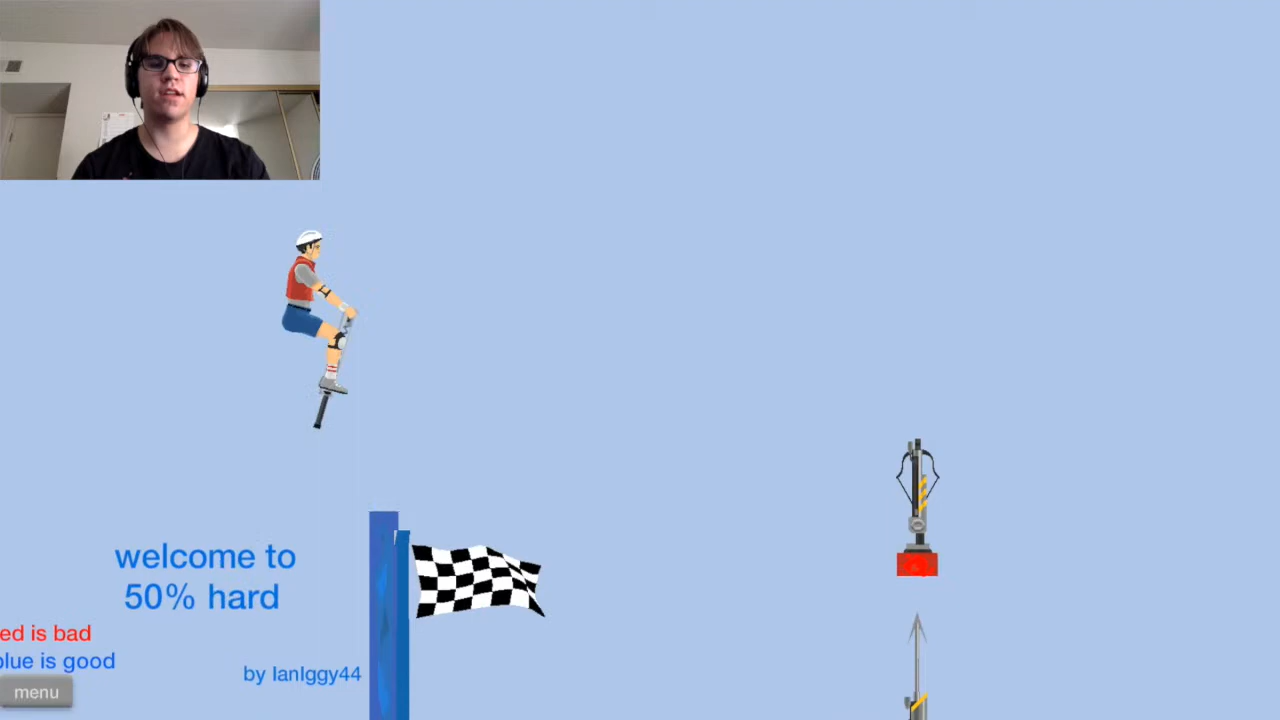 welcome to
50% hard
ed is bad
blue is good
by IanIggy44
menu